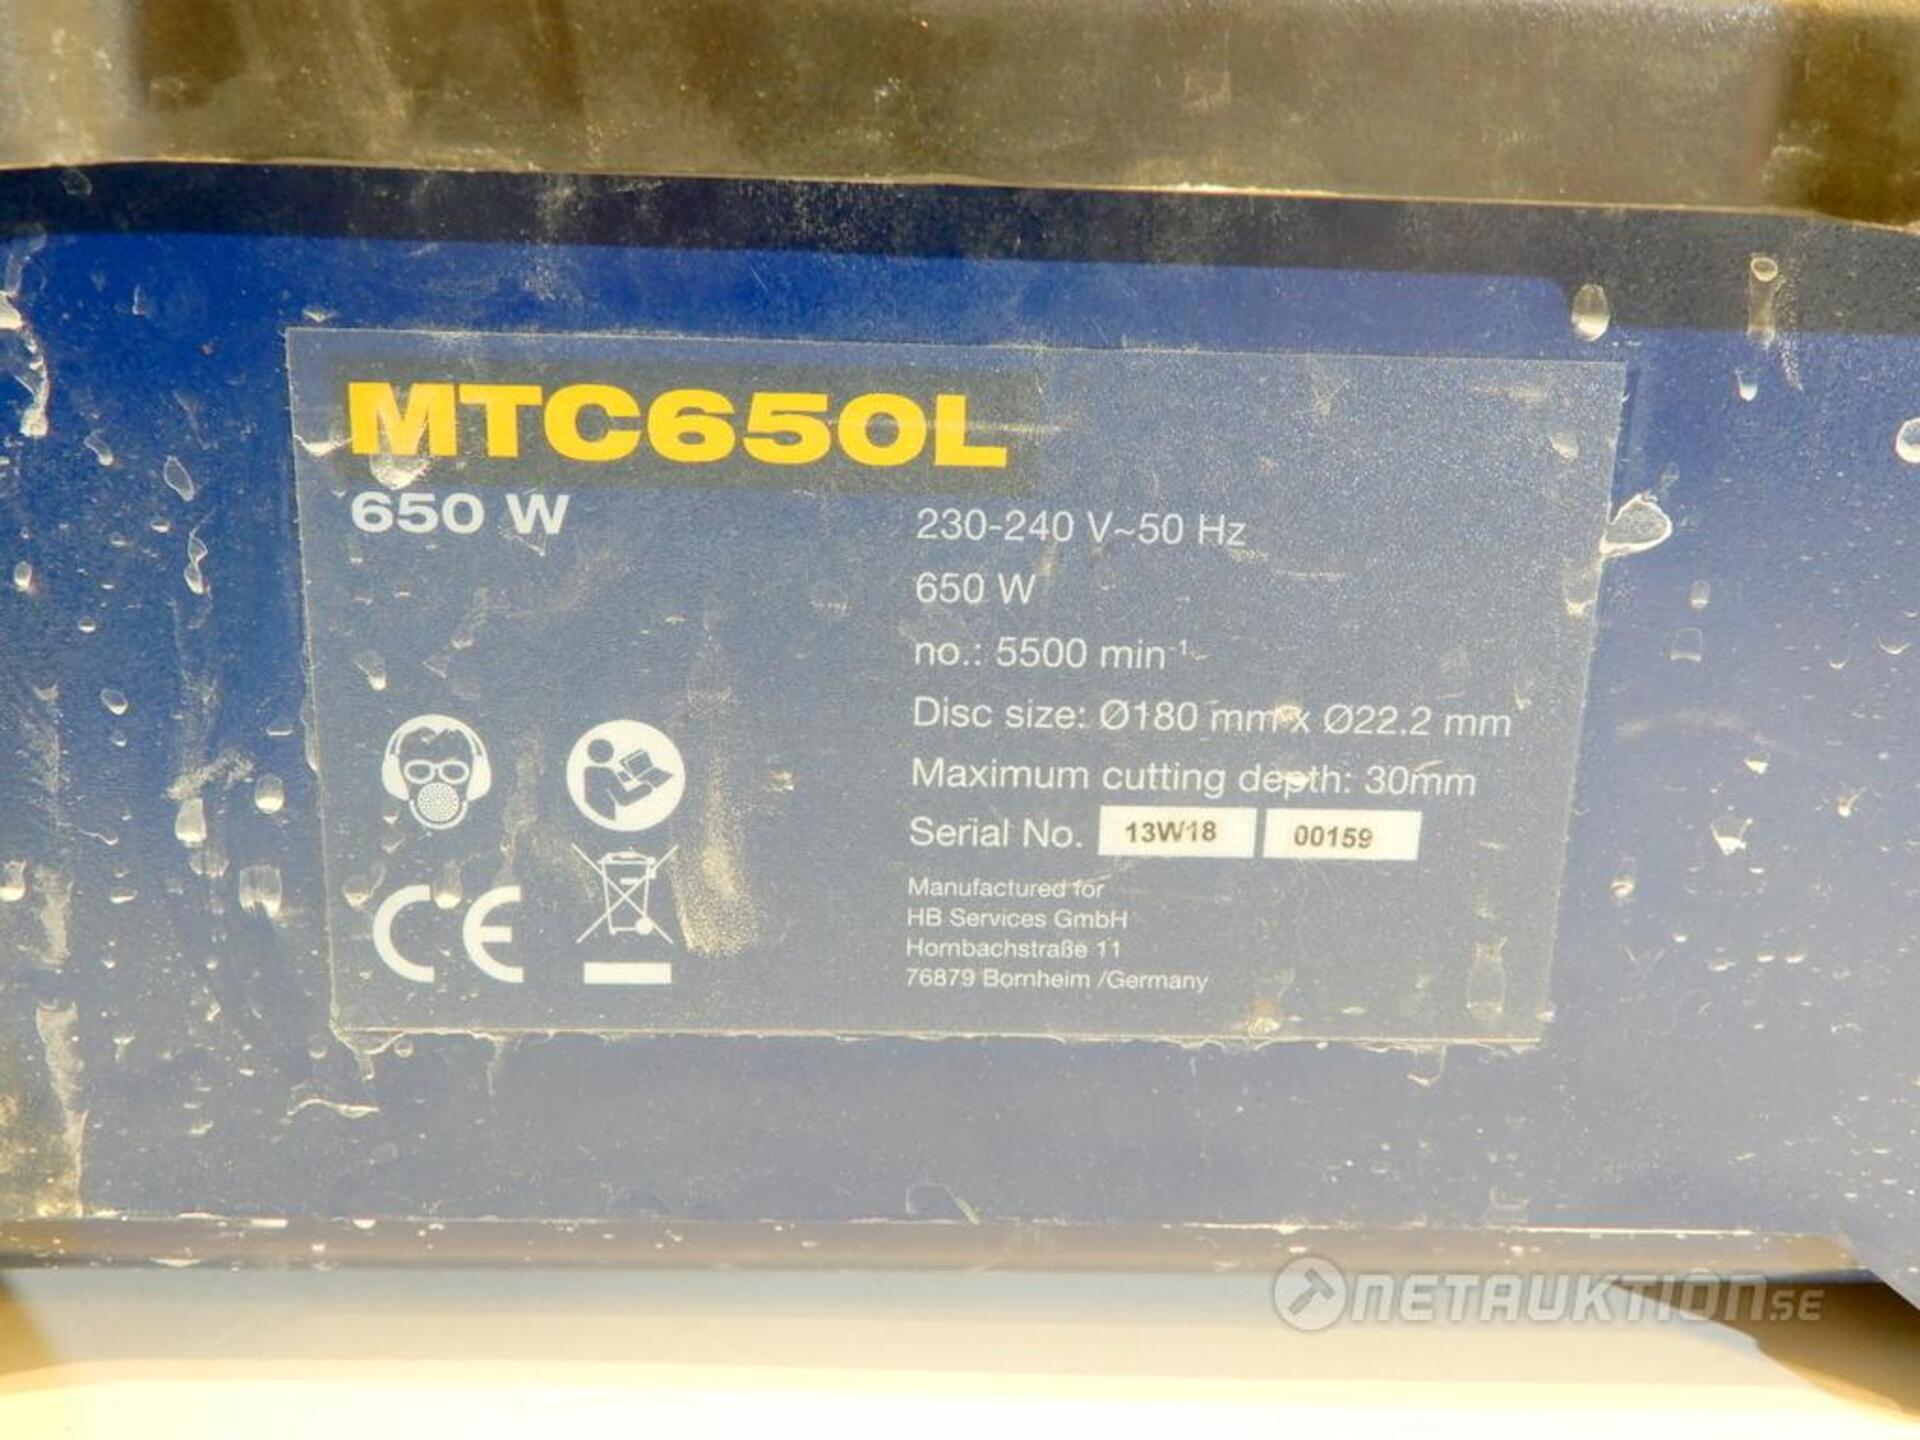 MTC650L
650 W
230-240 V~50 Hz
650 W
no.: 5500 min⁻¹
Disc size: Ø180 mm x Ø22.2 mm
Maximum cutting depth: 30mm
Serial No. 13W18 00159
Manufactured for
HB Services GmbH
Hornbachstraße 11
76879 Bornheim /Germany
CE
NETAUKTION.SE